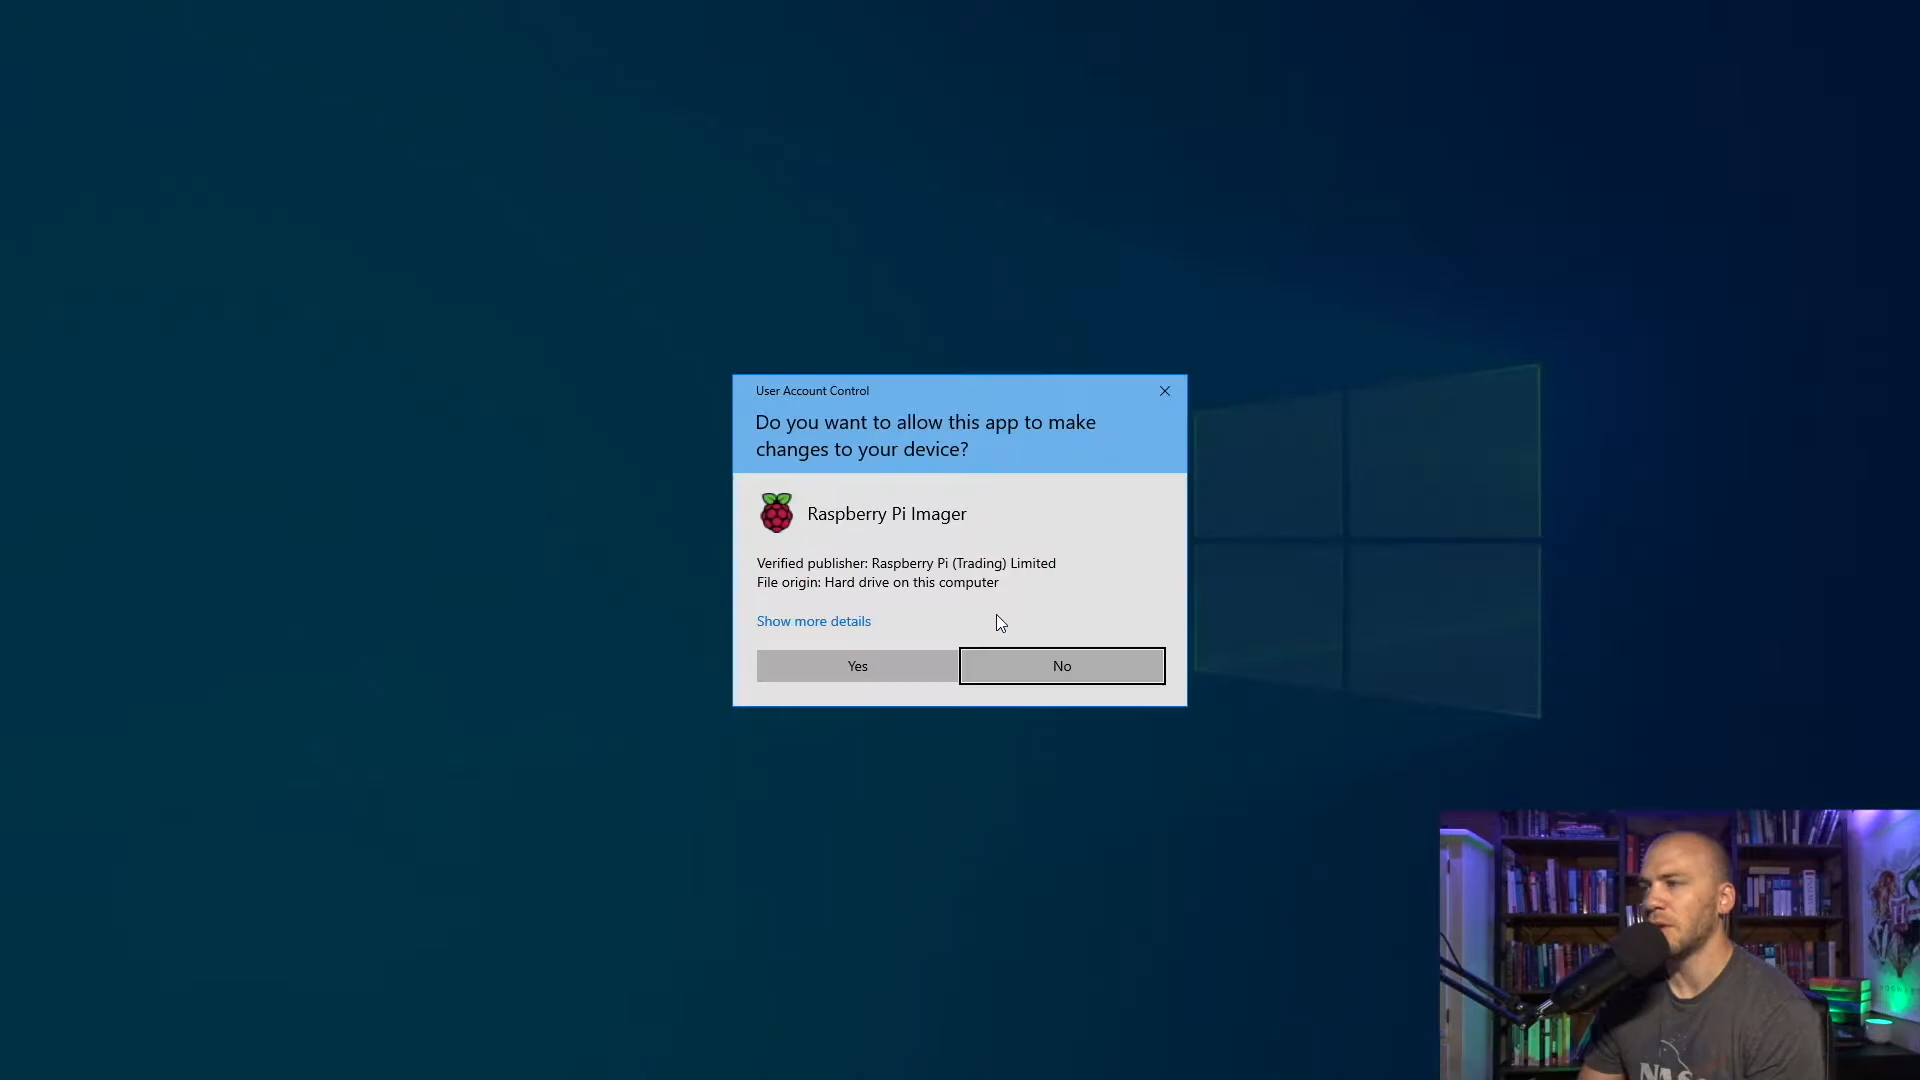 User Account Control
Do you want to allow this app to make
changes to your device?
Raspberry Pi Imager
Verified publisher: Raspberry Pi (Trading) Limited
File origin: Hard drive on this computer
Show more details
Yes
No